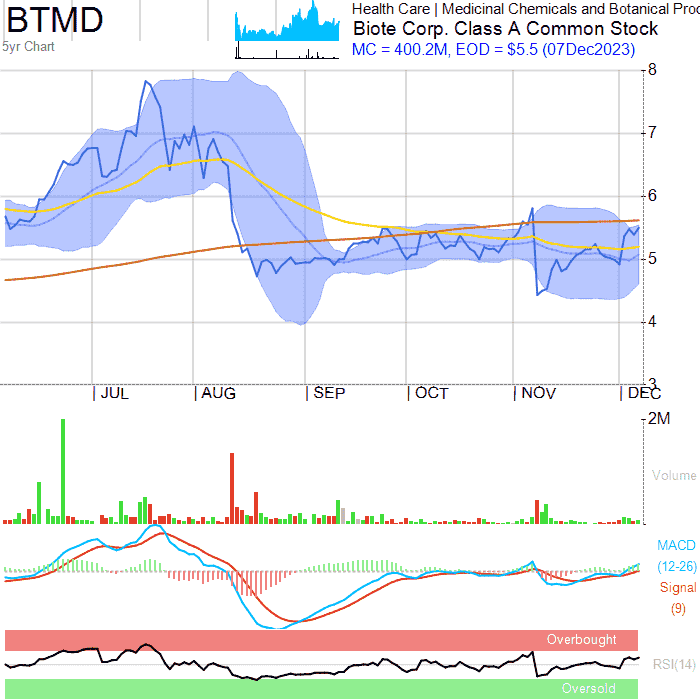 BTMD
5yr Chart
Health Care | Medicinal Chemicals and Botanical Prod
Biote Corp. Class A Common Stock
MC = 400.2M, EOD = $5.5 (07Dec2023)
8
7
6
5
4
3
JUL AUG SEP OCT NOV DEC
2M
Volume
MACD
(12-26)
Signal
(9)
Overbought
RSI(14)
Oversold